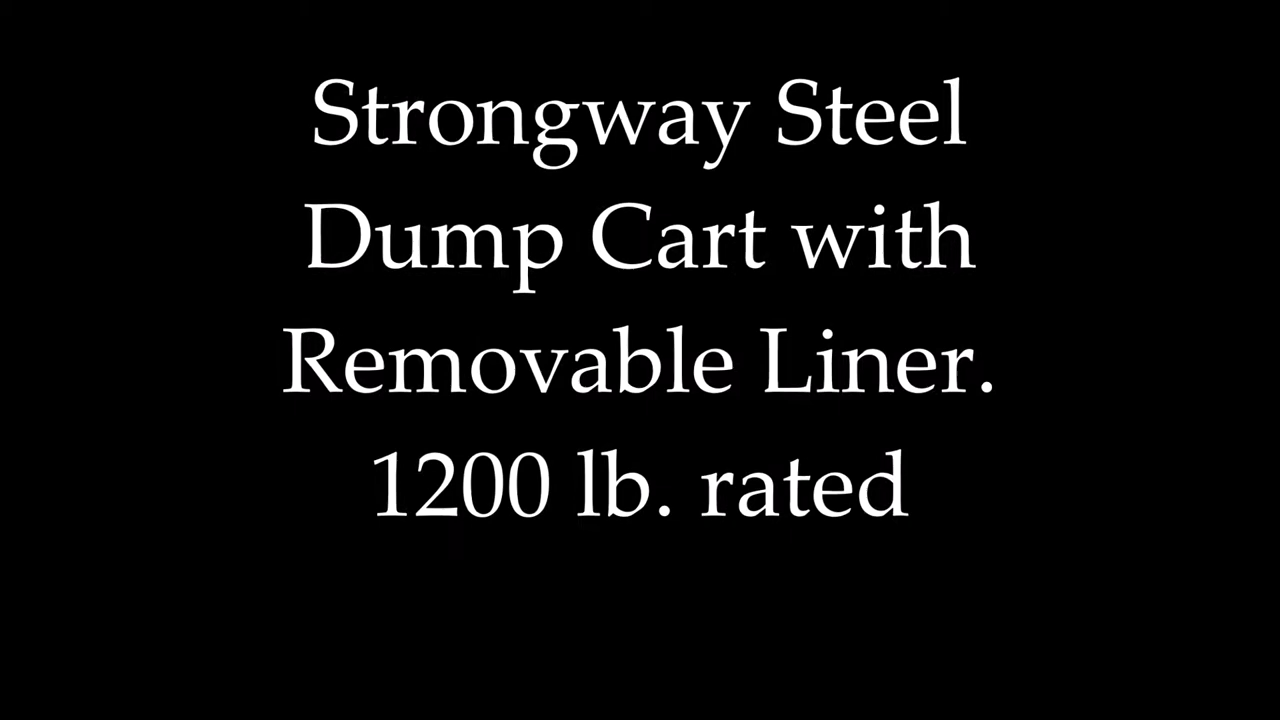 Strongway Steel
Dump Cart with
Removable Liner.
1200 lb. rated